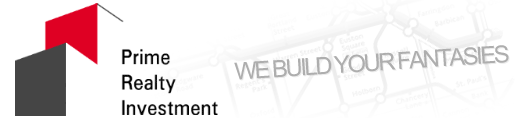 Prime
Realty
Investment
WE BUILD YOUR FANTASIES